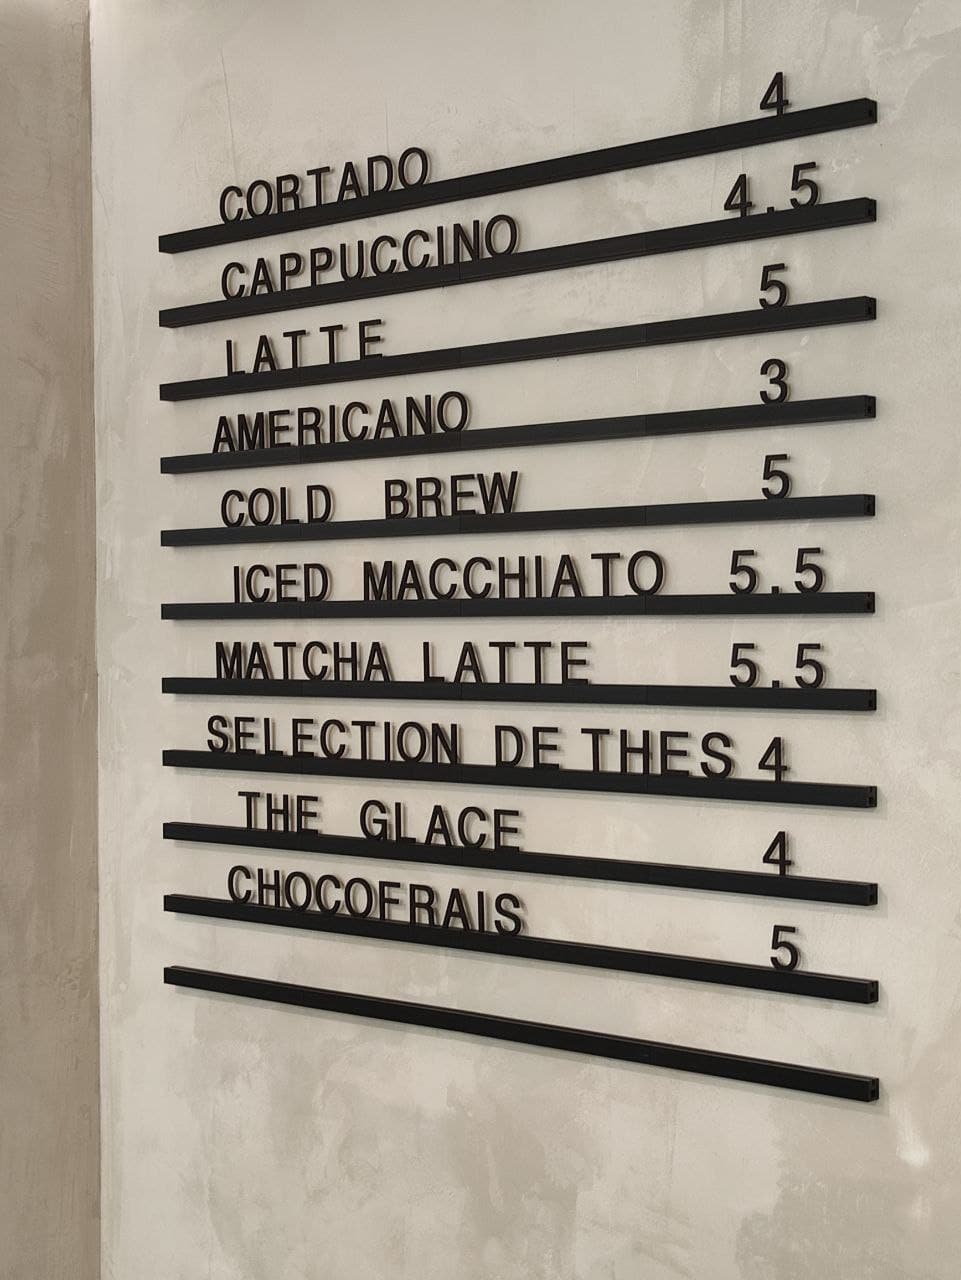 CORTADO 4
CAPPUCCINO 4.5
LATTE 5
AMERICANO 3
COLD BREW 5
ICED MACCHIATO 5.5
MATCHA LATTE 5.5
SELECTION DE THES 4
THE GLACE 4
CHOCOFRAIS 5